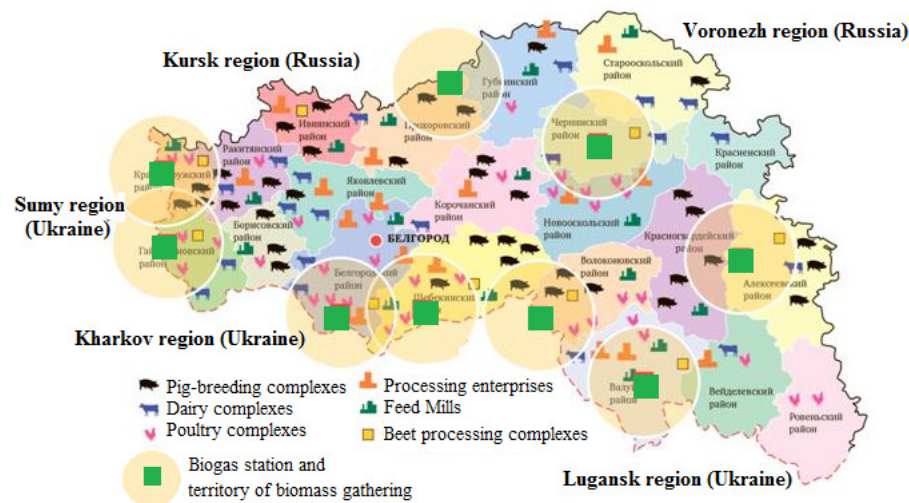 Voronezh region (Russia)
Kursk region (Russia)
Старооскольский
район
Губкинский
район
Ивнянский
район
Прохоровский
район
Чернянский
район
Красненский
район
Ракитянский
район
Яковлевский
район
Корочанский
район
Sumy region
(Ukraine)
Борисовский
район
Новооскольский
район
Красногвардейский
район
БЕЛГОРОД
район
Волоконовский
район
Белгородский
район
Шебекинский
Алексеевский
район
Kharkov region (Ukraine)
район
Вейделевский
район
Ровеньский
район
Pig-breeding complexes
Dairy complexes
Poultry complexes
Processing enterprises
Feed Mills
Beet processing complexes
Biogas station and
territory of biomass gathering
Lugansk region (Ukraine)